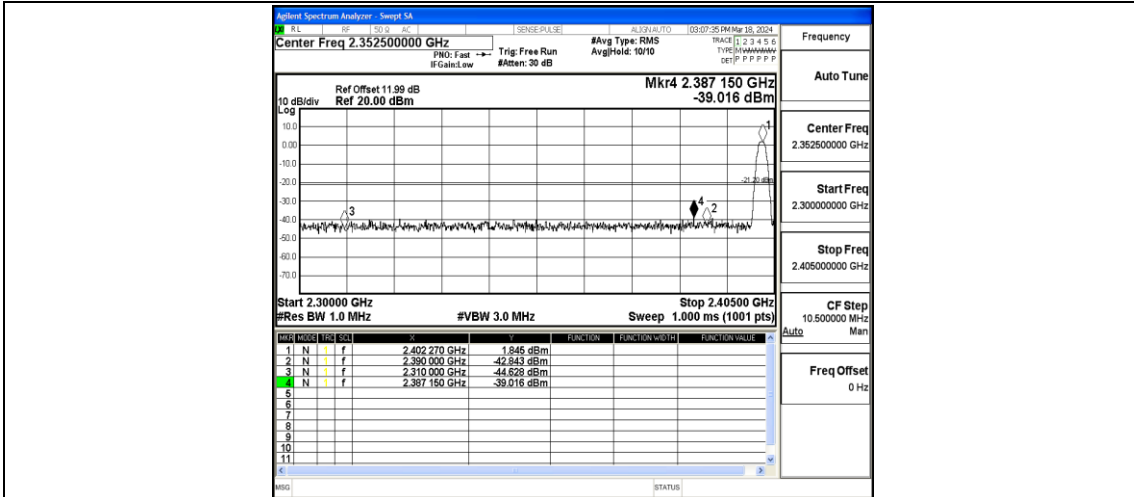 Agilent Spectrum Analyzer - Swept SA
RL RF 50 Ω AC SENSE:PULSE ALIGN AUTO 03:07:35 PM Mar 18, 2024
Center Freq 2.352500000 GHz
PNO: Fast
IFGain:Low
Trig: Free Run
#Atten: 30 dB
#Avg Type: RMS
Avg|Hold: 10/10
TRACE 1 2 3 4 5 6
TYPE M
DET P P P P P P
Mkr4 2.387 150 GHz
-39.016 dBm
Ref Offset 11.99 dB
10 dB/div Ref 20.00 dBm
Log
10.0
0.00
-10.0
-20.0
-30.0
-40.0
-50.0
-60.0
-70.0
1
-21.20 dBm
3
4
2
Start 2.30000 GHz Stop 2.40500 GHz
#Res BW 1.0 MHz #VBW 3.0 MHz Sweep 1.000 ms (1001 pts)
MKR MODE TRC SCL X Y FUNCTION FUNCTION WIDTH FUNCTION VALUE
1 N 1 f 2.402 270 GHz 1.845 dBm
2 N 1 f 2.390 000 GHz -42.843 dBm
3 N 1 f 2.310 000 GHz -44.628 dBm
4 N 1 f 2.387 150 GHz -39.016 dBm
5
6
7
8
9
10
11
MSG STATUS
Frequency
Auto Tune
Center Freq
2.352500000 GHz
Start Freq
2.300000000 GHz
Stop Freq
2.405000000 GHz
CF Step
10.500000 MHz
Auto Man
Freq Offset
0 Hz